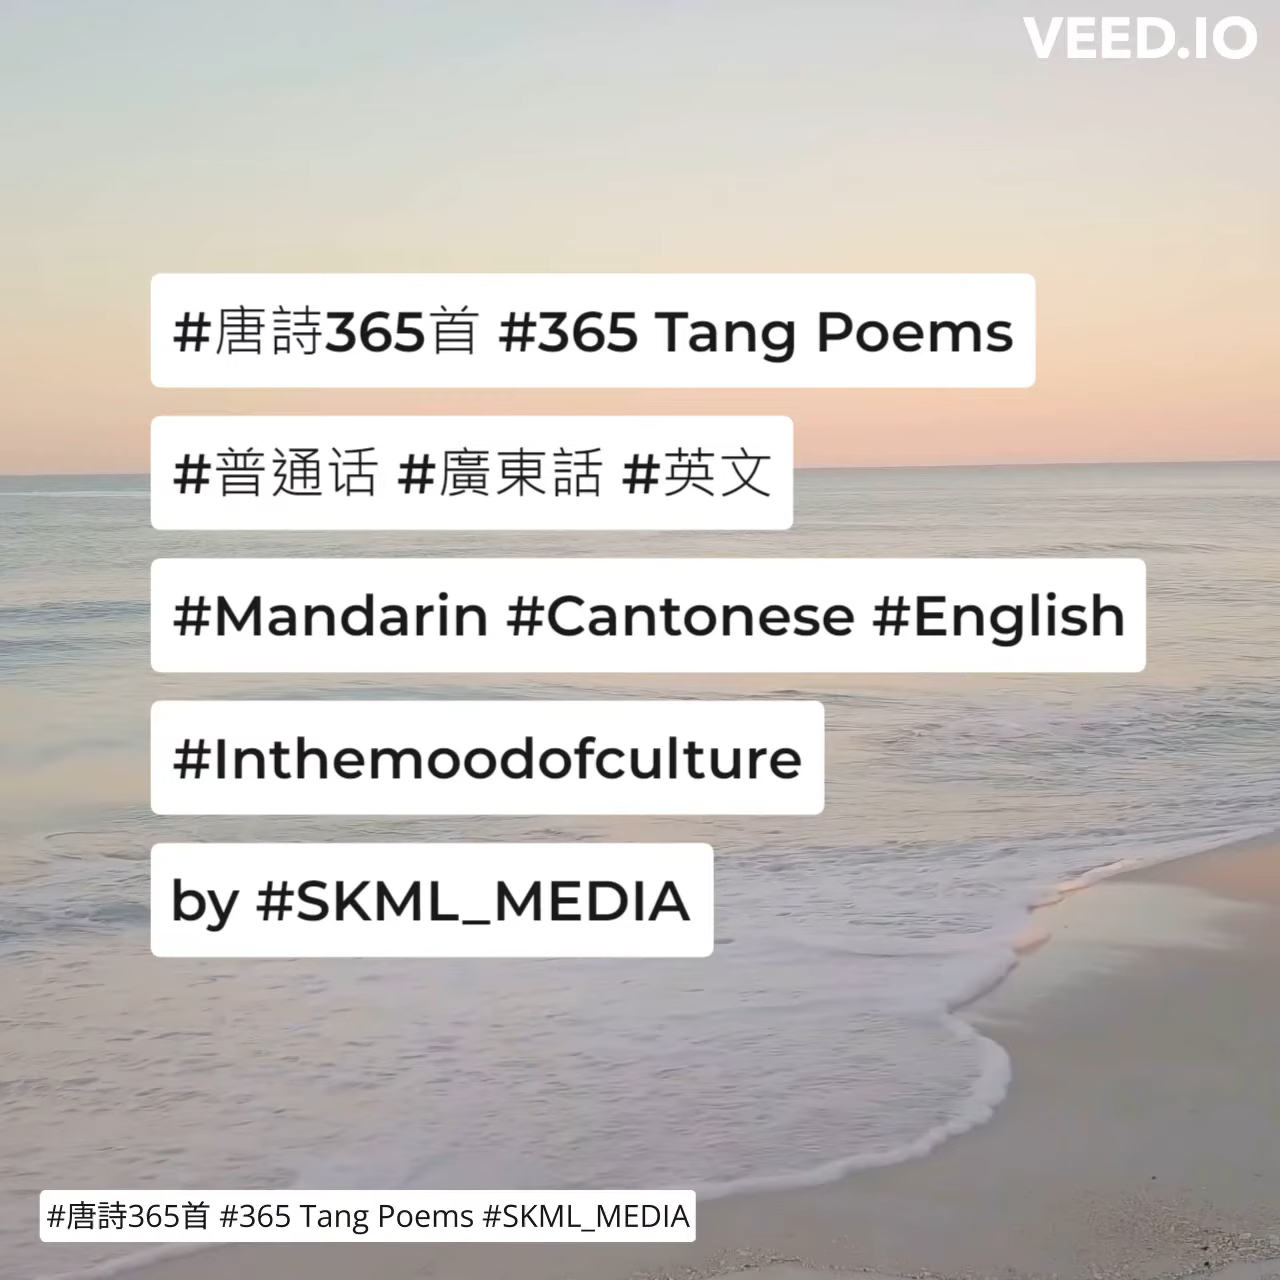 VEED.IO
#唐詩365首 #365 Tang Poems
#普通话 #廣東話 #英文
#Mandarin #Cantonese #English
#Inthemoodofculture
by #SKML_MEDIA
#唐詩365首 #365 Tang Poems #SKML_MEDIA